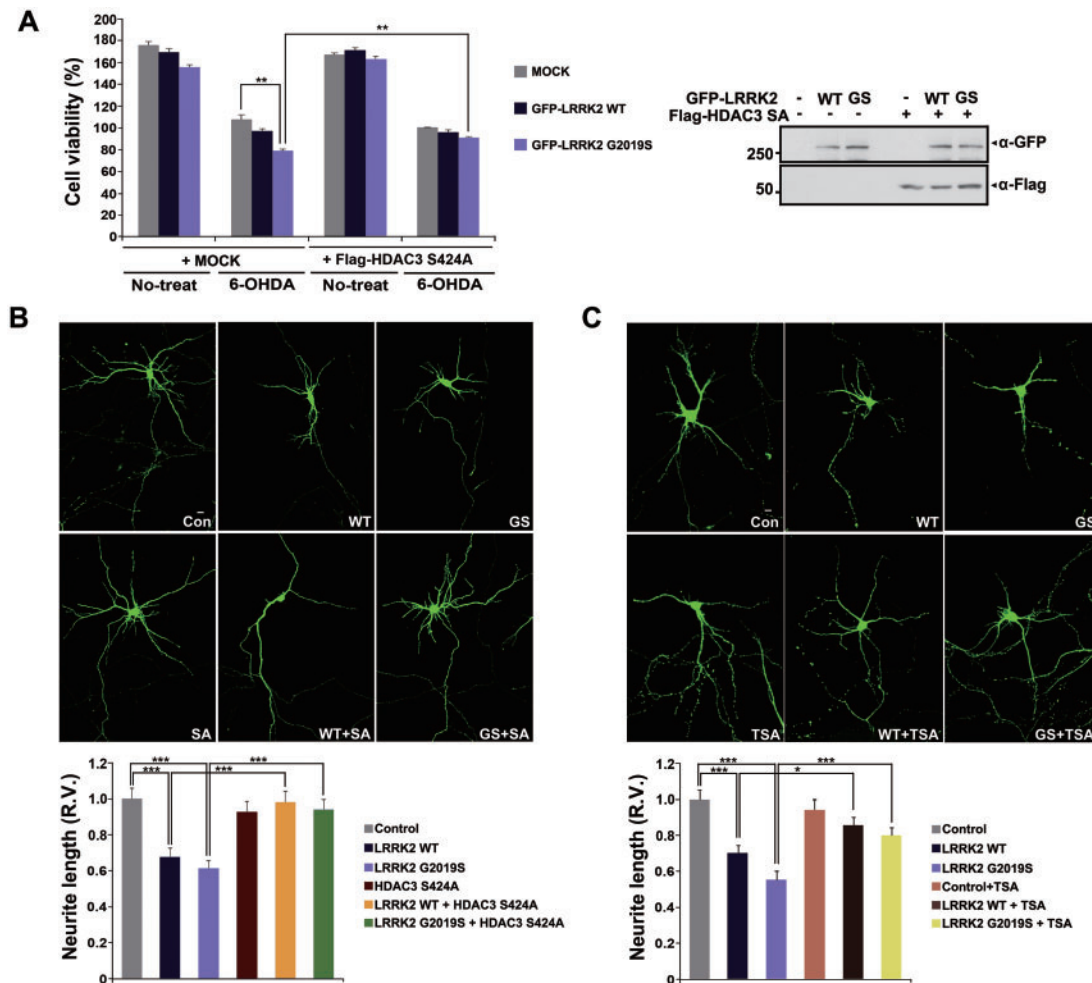 A
Cell viability (%)
200
180
160
140
120
100
80
60
40
20
0
**
**
+ MOCK
+ Flag-HDAC3 S424A
No-treat
6-OHDA
No-treat
6-OHDA
MOCK
GFP-LRRK2 WT
GFP-LRRK2 G2019S
GFP-LRRK2 - WT GS - WT GS
Flag-HDAC3 SA - - - + + +
250
α-GFP
50
α-Flag
B
Con
WT
GS
SA
WT+SA
GS+SA
Neurite length (R.V.)
1.2
1.0
0.8
0.6
0.4
0.2
0
***
***
***
***
Control
LRRK2 WT
LRRK2 G2019S
HDAC3 S424A
LRRK2 WT + HDAC3 S424A
LRRK2 G2019S + HDAC3 S424A
C
Con
WT
GS
TSA
WT+TSA
GS+TSA
Neurite length (R.V.)
1.2
1.0
0.8
0.6
0.4
0.2
0
***
***
***
*
Control
LRRK2 WT
LRRK2 G2019S
Control+TSA
LRRK2 WT + TSA
LRRK2 G2019S + TSA